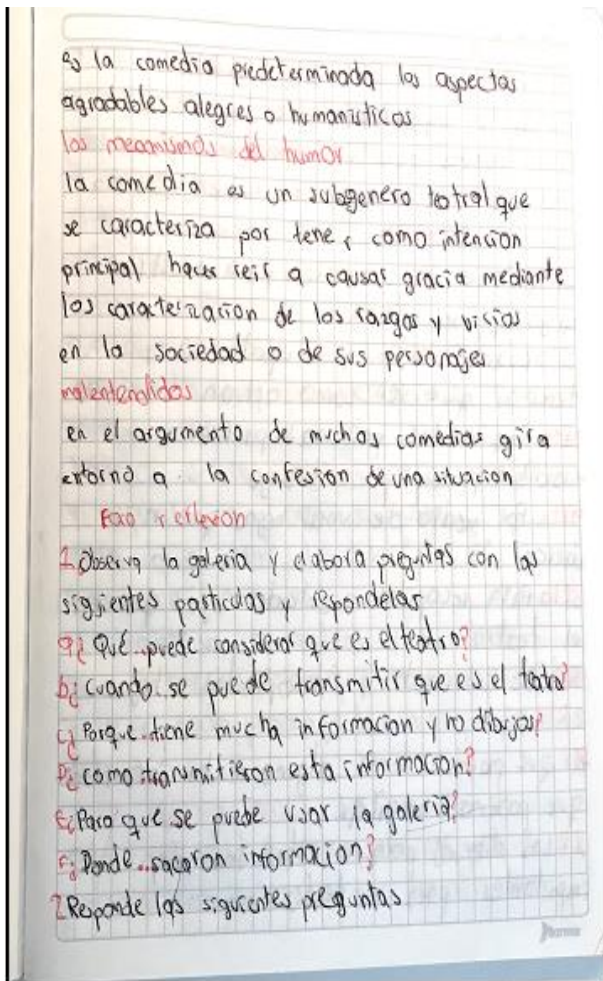 es la comedia predeterminada los aspectos
agradables alegres o humanisticos
los mecanismos del humor
la comedia es un subgenero teotral que
se caracteriza por tener como intencion
principal hacer reir a causar gracia mediante
los caracterizacion de los razgos y vicios
en la sociedad o de sus personajes
malentendidos
en el argumento de muchas comedias gira
entorno a la confesion de una situacion
Foco reflexion
1. Observa la galeria y elabora preguntas con las
siguientes particulas y repondelas
a¿ Qué..puede considerar que es el teatro?
b¿ cuando..se puede transmitir que es el teatro?
c¿ Porque..tiene mucha informacion y no dibujos?
D¿ como..transmitieron esta informacion?
E¿ Para que se puede usar la galeria?
F¿ Donde..sacaron informacion?
2 Responde las siguientes preguntas